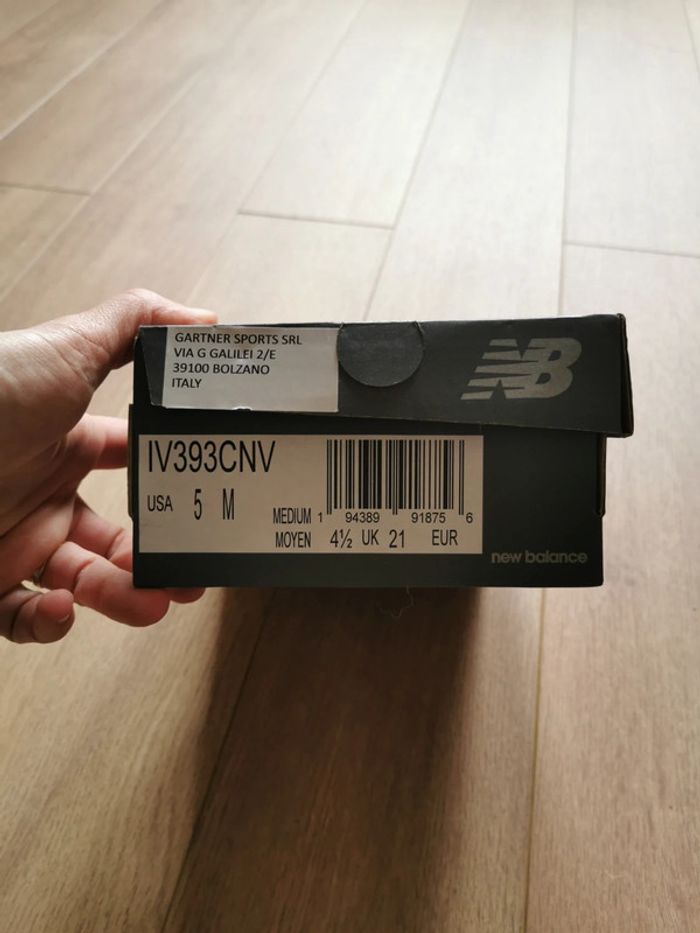 GARTNER SPORTS SRL
VIA G GALILEI 2/E
39100 BOLZANO
ITALY
NB
IV393CNV
USA 5 M
MEDIUM 1 94389 91875 6
MOYEN 4½ UK 21 EUR
new balance